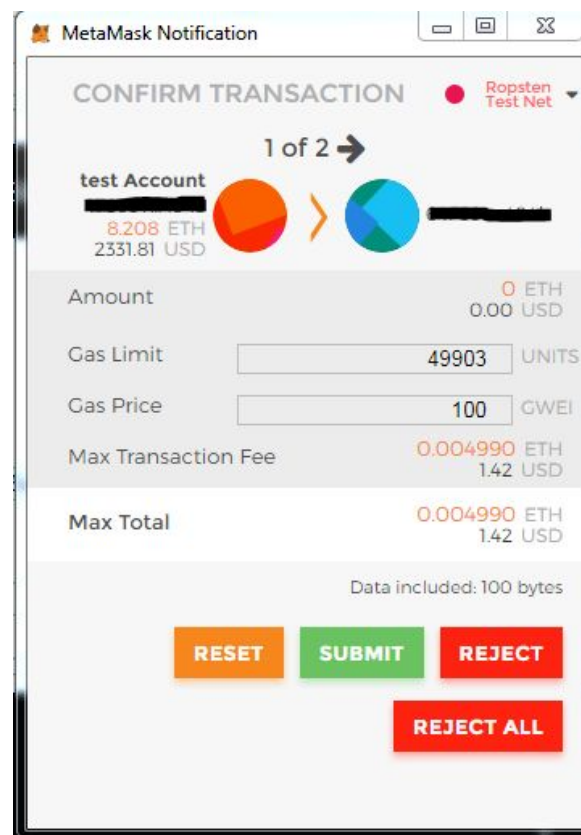 MetaMask Notification
CONFIRM TRANSACTION
Ropsten
Test Net
1 of 2
test Account
8.208 ETH
2331.81 USD
Amount
0 ETH
0.00 USD
Gas Limit
49903 UNITS
Gas Price
100 GWEI
Max Transaction Fee
0.004990 ETH
1.42 USD
Max Total
0.004990 ETH
1.42 USD
Data included: 100 bytes
RESET SUBMIT REJECT
REJECT ALL